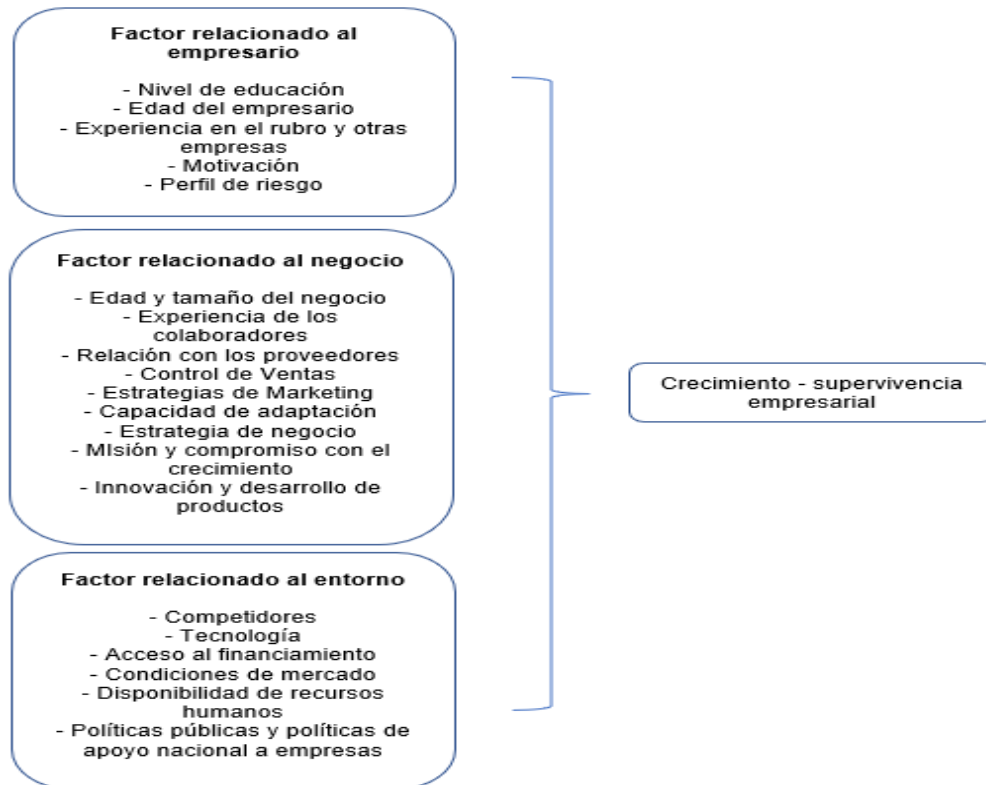 Factor relacionado al
empresario
- Nivel de educación
- Edad del empresario
- Experiencia en el rubro y otras
empresas
- Motivación
- Perfil de riesgo
Factor relacionado al negocio
- Edad y tamaño del negocio
- Experiencia de los
colaboradores
- Relación con los proveedores
- Control de Ventas
- Estrategias de Marketing
- Capacidad de adaptación
- Estrategia de negocio
- MIsión y compromiso con el
crecimiento
- Innovación y desarrollo de
productos
Factor relacionado al entorno
- Competidores
- Tecnología
- Acceso al financiamiento
- Condiciones de mercado
- Disponibilidad de recursos
humanos
- Políticas públicas y políticas de
apoyo nacional a empresas
Crecimiento - supervivencia
empresarial